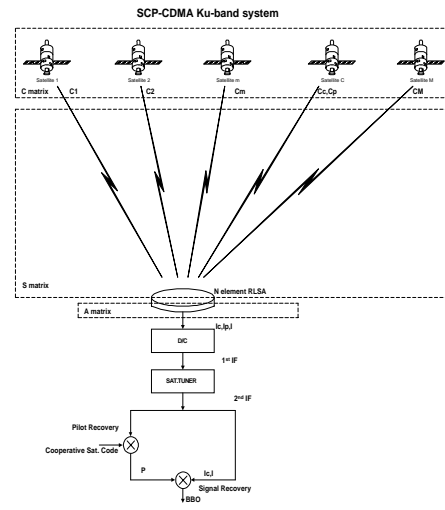 SCP-CDMA Ku-band system
Satellite 1
Satellite 2
Satellite m
Satellite C
Satellite M
C matrix
C1
C2
Cm
Cc,Cp
CM
S matrix
N element RLSA
A matrix
Ic,Ip,I
D/C
1st IF
SAT.TUNER
2nd IF
Pilot Recovery
Cooperative Sat. Code
P
Ic,I
Signal Recovery
BBO